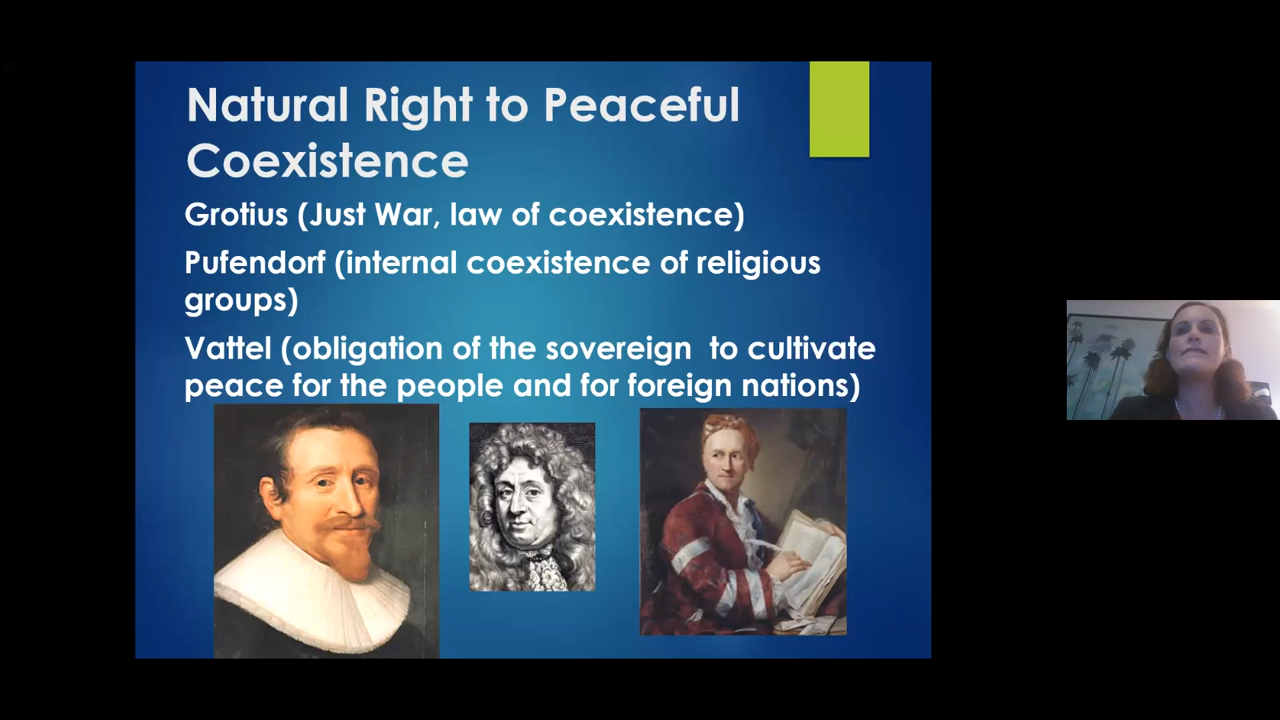 Natural Right to Peaceful
Coexistence
Grotius (Just War, law of coexistence)
Pufendorf (internal coexistence of religious
groups)
Vattel (obligation of the sovereign  to cultivate
peace for the people and for foreign nations)